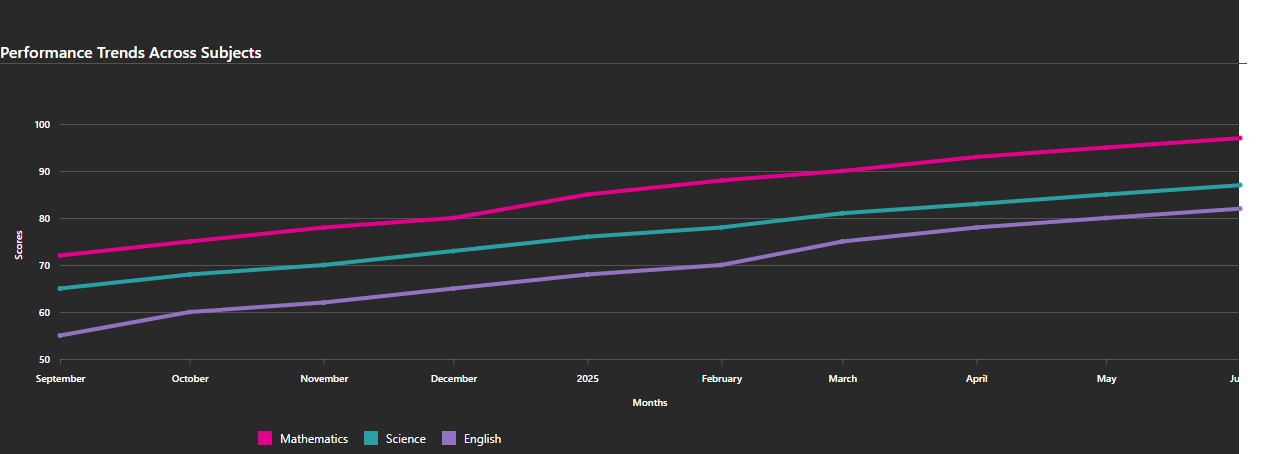 Performance Trends Across Subjects
100
90
80
70
60
50
Scores
September October November December 2025 February March April May Ju
Months
Mathematics Science English